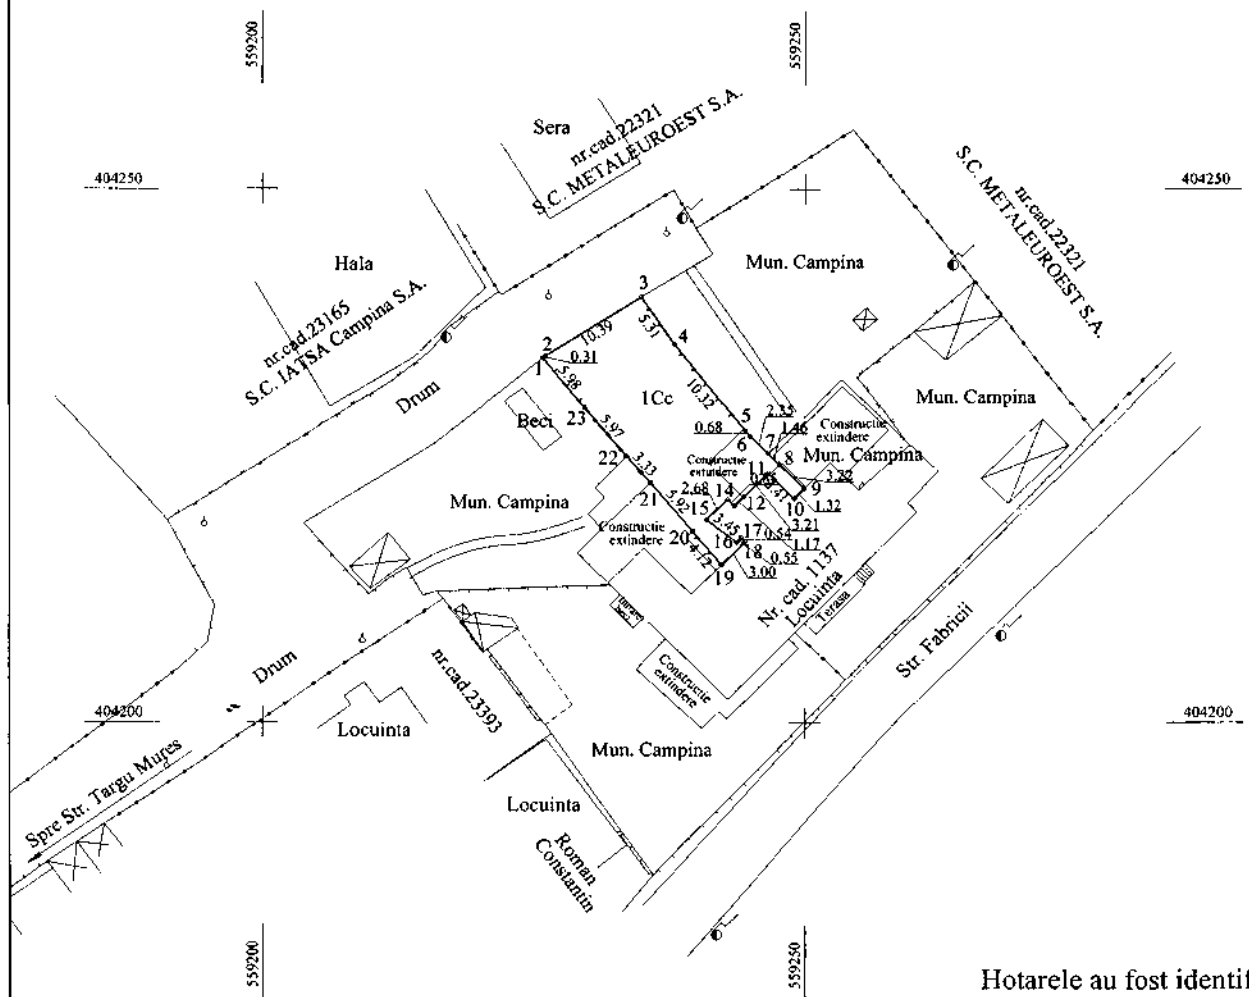 559200
559250
Sera
nr.cad.22321
S.C. METALEUROEST S.A.
404250
404250
S.C. METALEUROEST S.A.
nr.cad.22321
Mun. Campina
Hala
nr.cad.23165
S.C. IATSA Campina S.A.
3
5.31
4
10.39
2
0.31
1
5.98
10.32
1Cc
Drum
Mun. Campina
Beci
23
5.97
5
0.68
6
2.35
7
1.46
Constructie
extindere
8
Mun. Campina
22
3.33
Constructie
extindere
11
3.22
9
21
2.68
14
12
10
1.32
Mun. Campina
5.92
15
3.45
3.21
Constructie
extindere
20
16
17
0.54
1.17
4.12
18
0.55
19
3.00
Nr. cad. 1137
Locuinta
Terasa
Str. Fabricii
Intrare
beci
Drum
nr.cad.23393
Constructie
extindere
404200
404200
Locuinta
Mun. Campina
Spre Str. Targu Mures
Locuinta
Roman
Constantin
559200
559250
Hotarele au fost identif